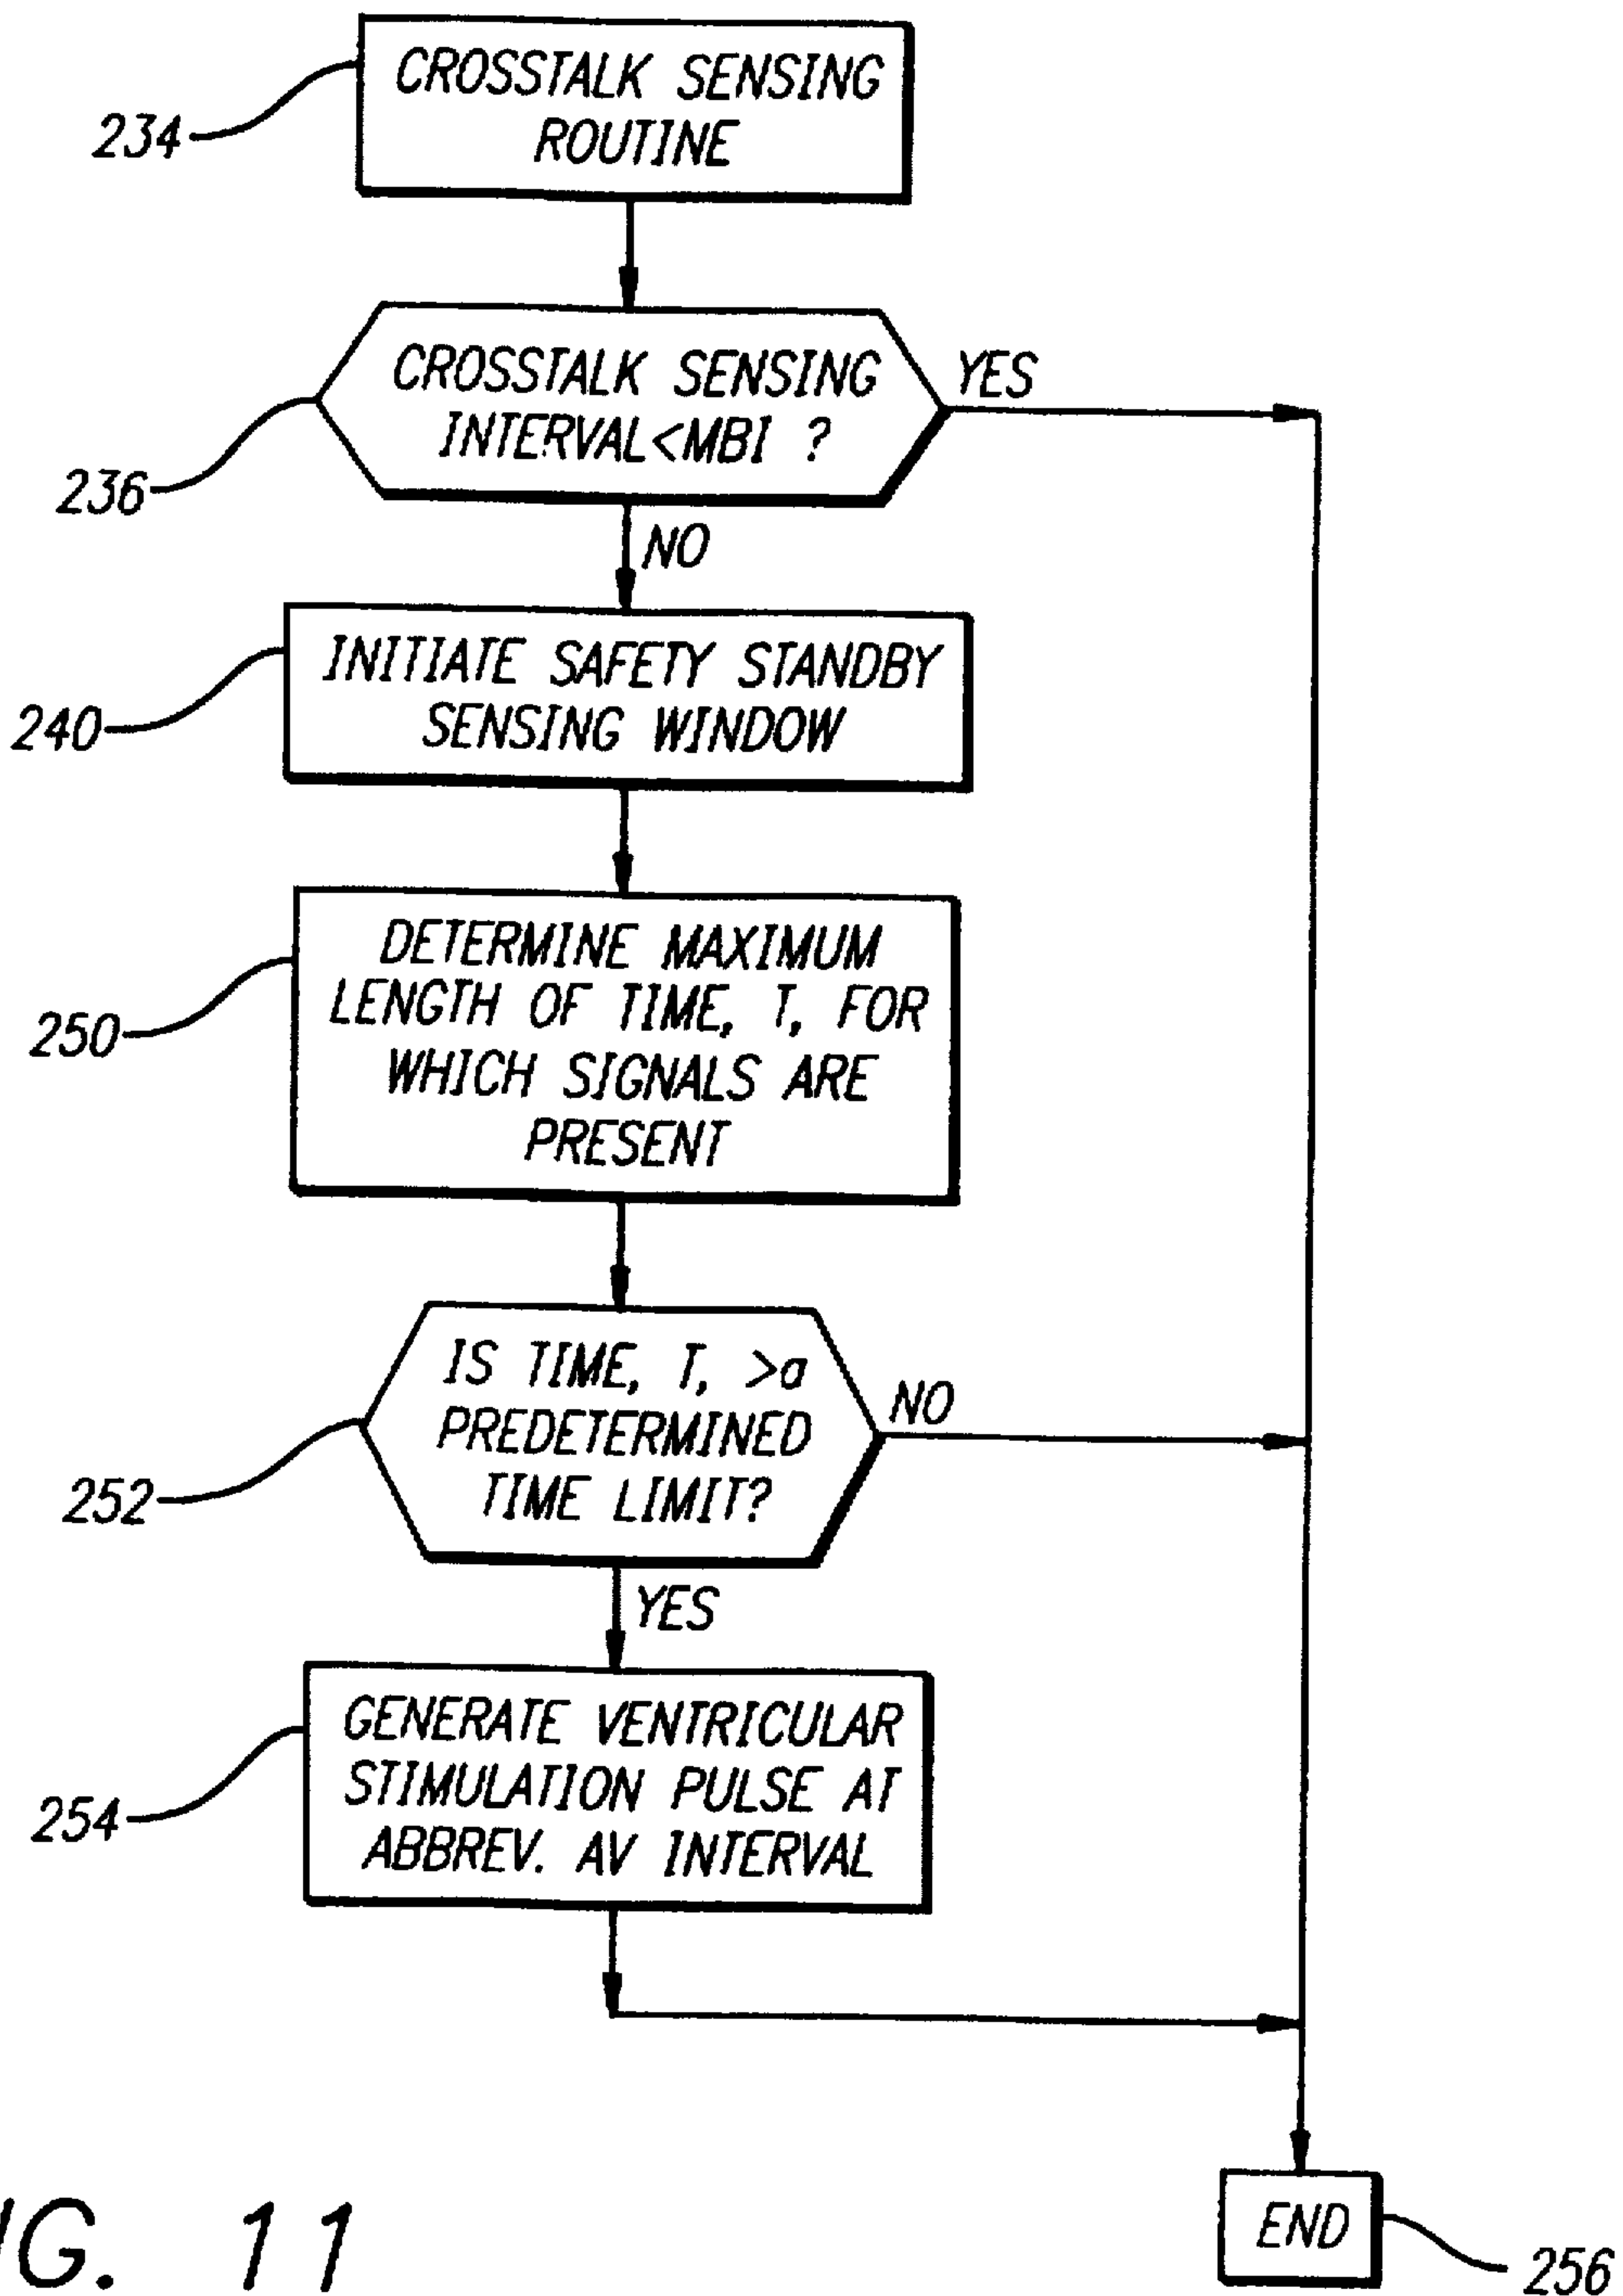 CROSSTALK SENSING
ROUTINE
234
CROSSTALK SENSING
INTERVAL<MBI ?
YES
236
NO
INITIATE SAFETY STANDBY
SENSING WINDOW
240
DETERMINE MAXIMUM
LENGTH OF TIME, T, FOR
WHICH SIGNALS ARE
PRESENT
250
IS TIME, T, >a
PREDETERMINED
TIME LIMIT?
NO
252
YES
GENERATE VENTRICULAR
STIMULATION PULSE AT
ABBREV. AV INTERVAL
254
END
256
IG. 11